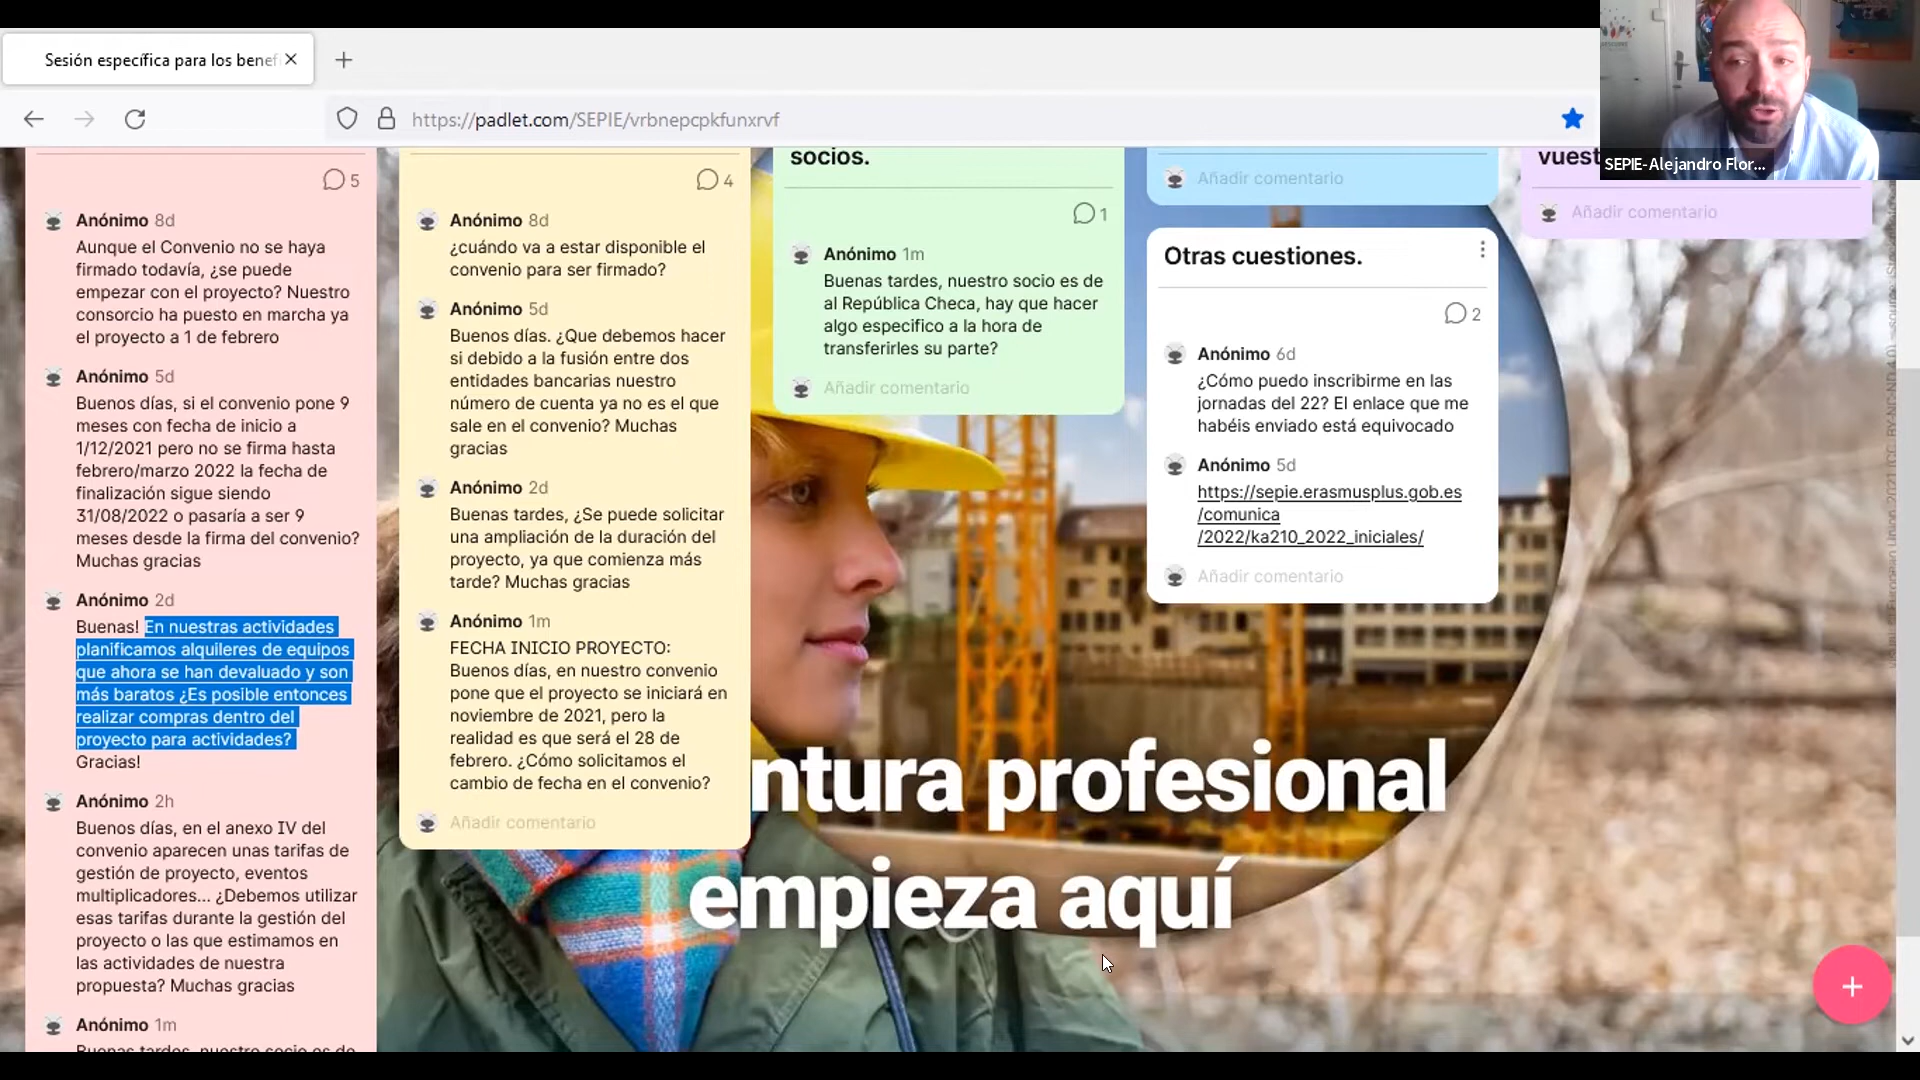 Sesión específica para los benef
https://padlet.com/SEPIE/vrbnepcpkfunxrvf
SEPIE-Alejandro Flor...
5
Anónimo 8d
Aunque el Convenio no se haya
firmado todavía, ¿se puede
empezar con el proyecto? Nuestro
consorcio ha puesto en marcha ya
el proyecto a 1 de febrero
Anónimo 5d
Buenos días, si el convenio pone 9
meses con fecha de inicio a
1/12/2021 pero no se firma hasta
febrero/marzo 2022 la fecha de
finalización sigue siendo
31/08/2022 o pasaría a ser 9
meses desde la firma del convenio?
Muchas gracias
Anónimo 2d
Buenas! En nuestras actividades
planificamos alquileres de equipos
que ahora se han devaluado y son
más baratos ¿Es posible entonces
realizar compras dentro del
proyecto para actividades?
Gracias!
Anónimo 2h
Buenos días, en el anexo IV del
convenio aparecen unas tarifas de
gestión de proyecto, eventos
multiplicadores... ¿Debemos utilizar
esas tarifas durante la gestión del
proyecto o las que estimamos en
las actividades de nuestra
propuesta? Muchas gracias
Anónimo 1m
Buenas tardes, nuestro socio es de
4
Anónimo 8d
¿cuándo va a estar disponible el
convenio para ser firmado?
Anónimo 5d
Buenos días. ¿Que debemos hacer
si debido a la fusión entre dos
entidades bancarias nuestro
número de cuenta ya no es el que
sale en el convenio? Muchas
gracias
Anónimo 2d
Buenas tardes, ¿Se puede solicitar
una ampliación de la duración del
proyecto, ya que comienza más
tarde? Muchas gracias
Anónimo 1m
FECHA INICIO PROYECTO:
Buenos días, en nuestro convenio
pone que el proyecto se iniciará en
noviembre de 2021, pero la
realidad es que será el 28 de
febrero. ¿Cómo solicitamos el
cambio de fecha en el convenio?
Añadir comentario
socios.
1
Anónimo 1m
Buenas tardes, nuestro socio es de
al República Checa, hay que hacer
algo especifico a la hora de
transferirles su parte?
Añadir comentario
Añadir comentario
Otras cuestiones.
2
Anónimo 6d
¿Cómo puedo inscribirme en las
jornadas del 22? El enlace que me
habéis enviado está equivocado
Anónimo 5d
https://sepie.erasmusplus.gob.es
/comunica
/2022/ka210_2022_iniciales/
Añadir comentario
vuest
Añadir comentario
ntura profesional
empieza aquí